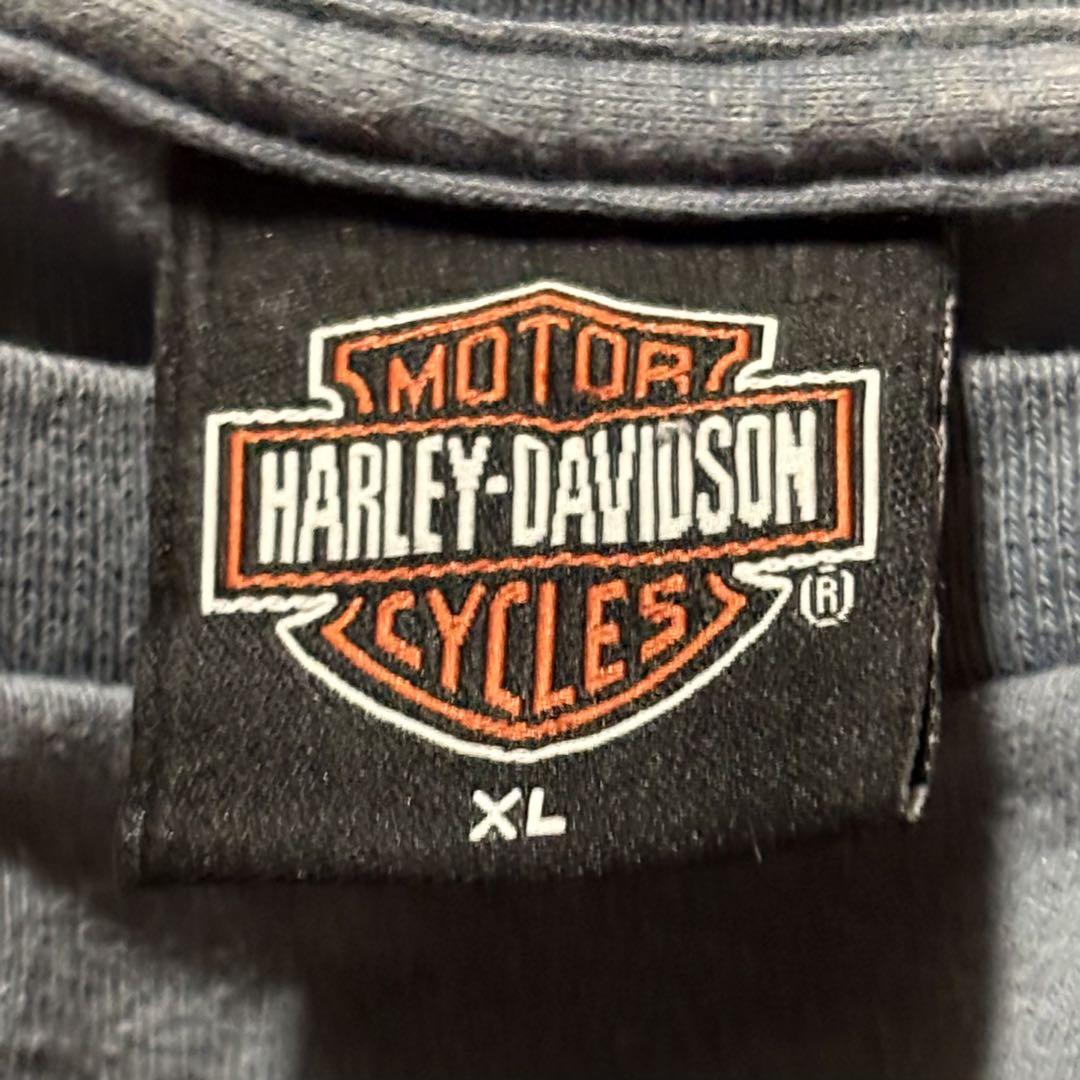 MOTOR
HARLEY-DAVIDSON
CYCLES
®
XL